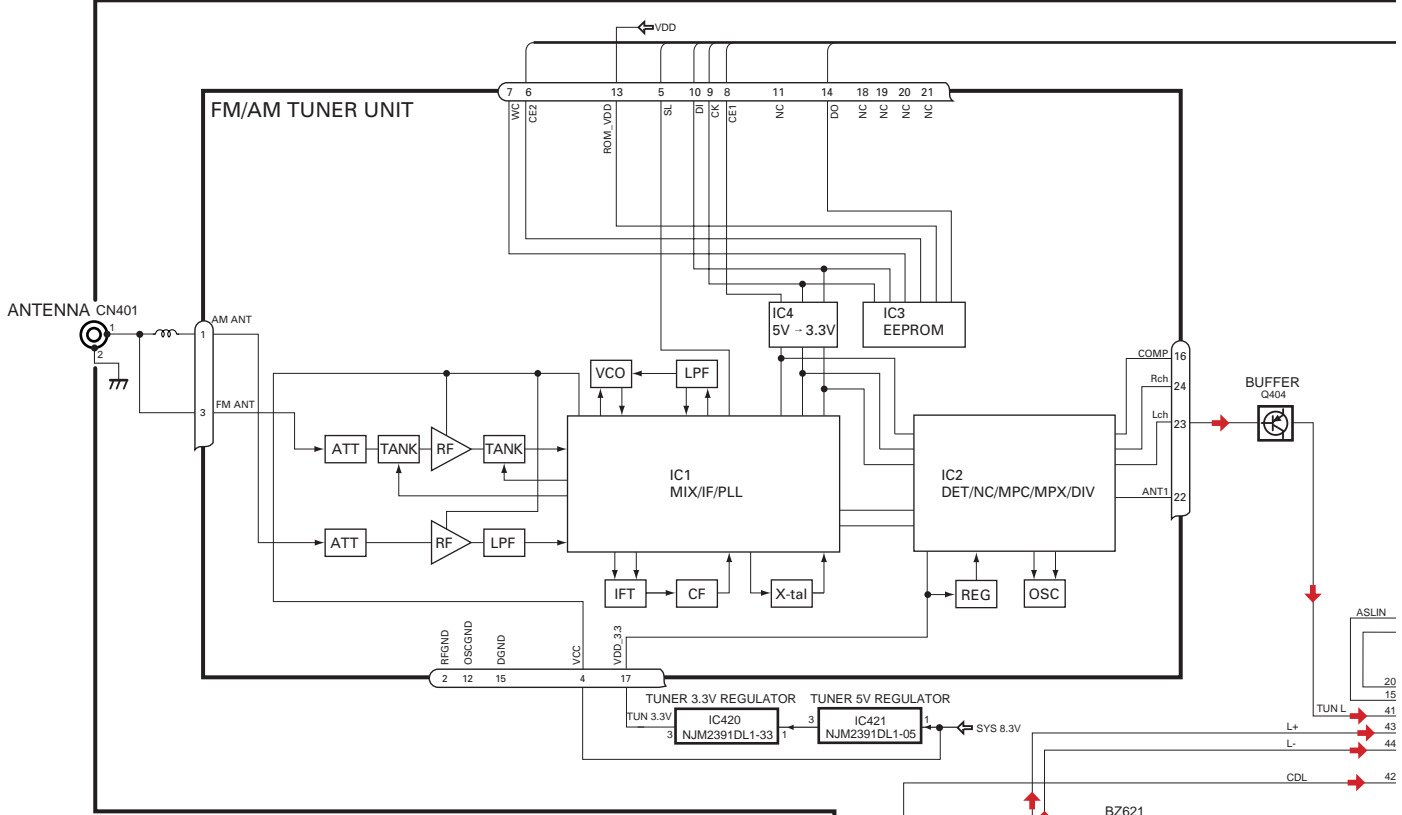 VDD
7 6 13 5 10 9 8 11 14 18 19 20 21
WC
CE2
ROM_VDD
SL
DI
CK
CE1
NC
DO
NC
NC
NC
NC
FM/AM TUNER UNIT
ANTENNA CN401
1
2
1
AM ANT
3
FM ANT
IC4
5V→3.3V
IC3
EEPROM
VCO
LPF
ATT
TANK
RF
TANK
IC1
MIX/IF/PLL
IC2
DET/NC/MPC/MPX/DIV
COMP
16
Rch
24
Lch
23
ANT1
22
BUFFER
Q404
ATT
RF
LPF
IFT
CF
X-tal
REG
OSC
RFGND
OSCGND
DGND
VCC
VDD_3.3
2 12 15 4 17
TUNER 3.3V REGULATOR
TUNER 5V REGULATOR
TUN 3.3V
3
IC420
NJM2391DL1-33
1
3
IC421
NJM2391DL1-05
1
SYS 8.3V
ASLIN
20
15
TUN L
41
L+
43
L-
44
CDL
42
BZ621